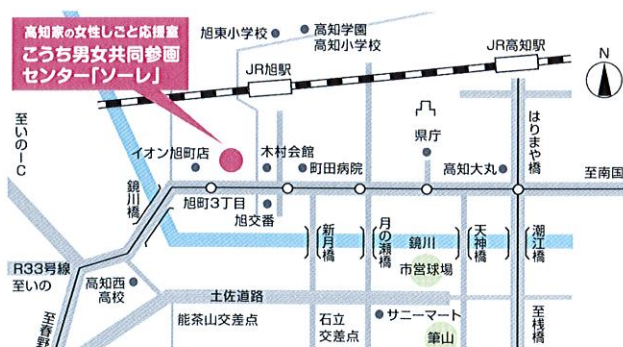 高知家の女性しごと応援室
こうち男女共同参画
センター「ソーレ」
旭東小学校
高知学園
高知小学校
JR旭駅
JR高知駅
N
至いのIC
イオン旭町店
木村会館
町田病院
県庁
高知大丸
はりまや橋
至南国
鏡川橋
旭町3丁目
旭交番
新月橋
月の瀬橋
鏡川
天神橋
潮江橋
市営球場
R33号線
至いの
高知西
高校
土佐道路
サニーマート
至桟橋
至春野
能茶山交差点
石立
交差点
筆山